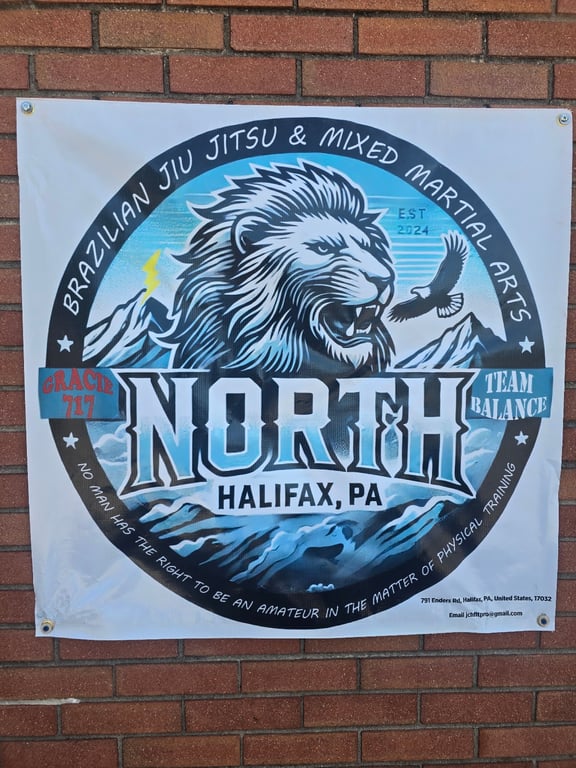 BRAZILIAN JIU JITSU & MIXED MARTIAL ARTS
EST
2024
GRACIE
717
TEAM
BALANCE
NORTH
HALIFAX, PA
NO MAN HAS THE RIGHT TO BE AN AMATEUR IN THE MATTER OF PHYSICAL TRAINING
791 Enders Rd, Halifax, PA, United States, 17032
Email jchfitpro@gmail.com